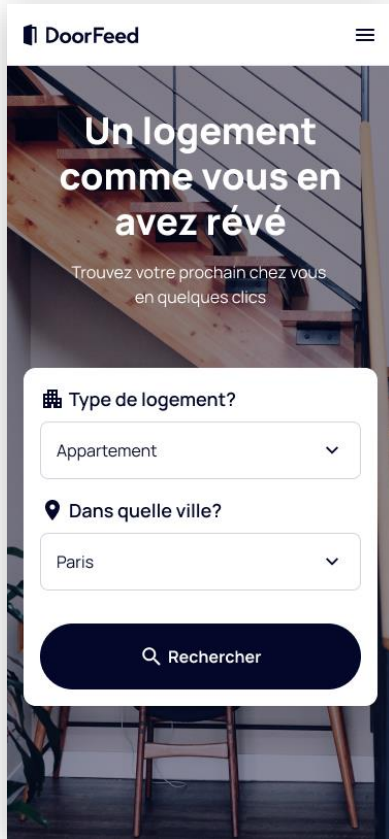 DoorFeed
Un logement
comme vous en
avez révé
Trouvez votre prochain chez vous
en quelques clics
Type de logement?
Appartement
Dans quelle ville?
Paris
Rechercher